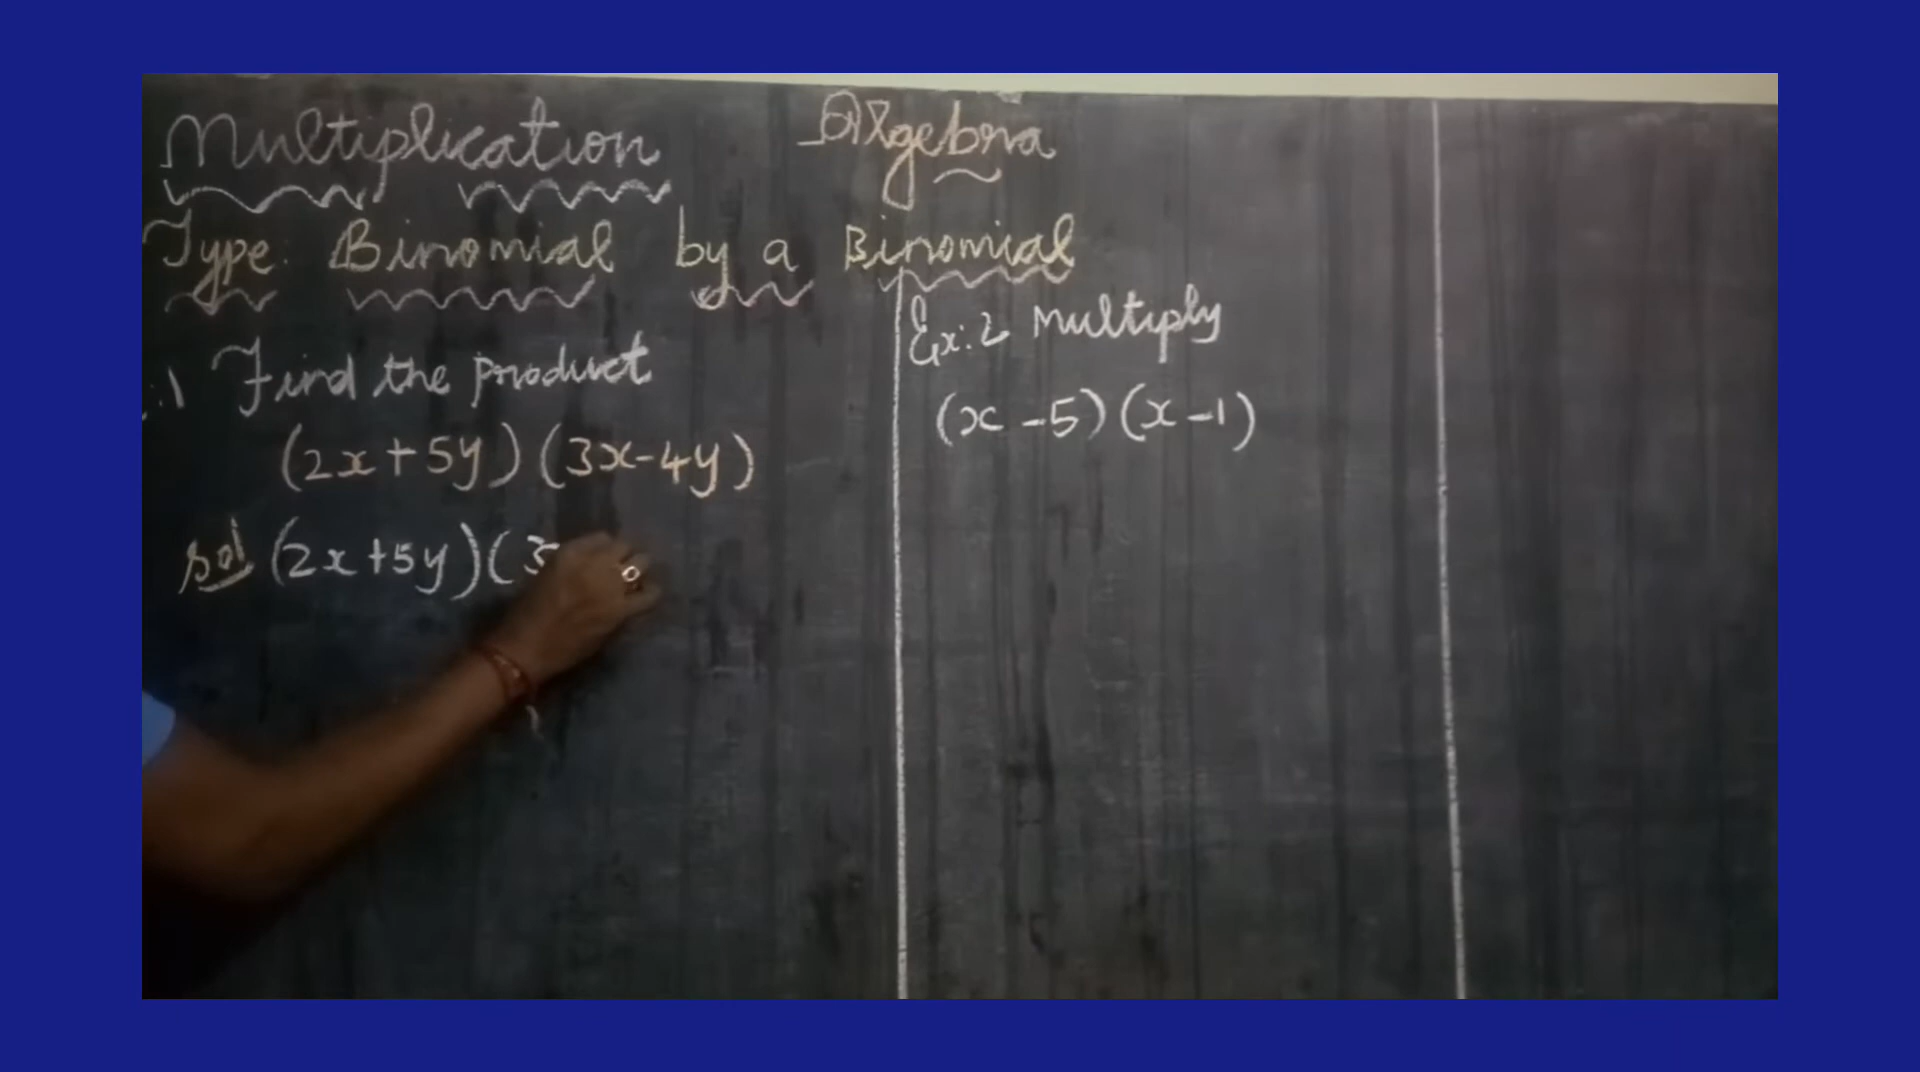 Multiplication Algebra
Type: Binomial by a Binomial
:1 Find the product
(2x+5y)(3x-4y)
sol (2x+5y)(3
Ex:2 Multiply
(x-5)(x-1)